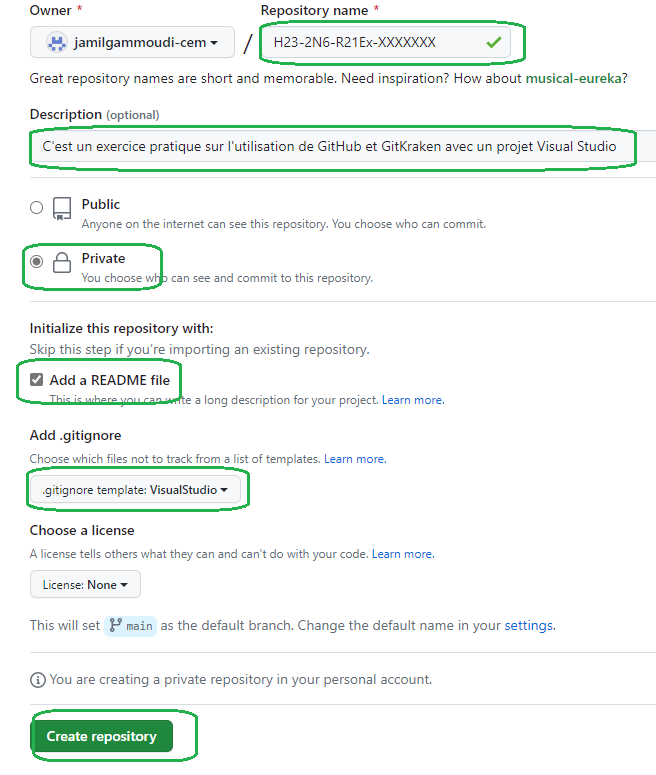 Owner *
Repository name *
jamilgammoudi-cem
/
H23-2N6-R21Ex-XXXXXXX
Great repository names are short and memorable. Need inspiration? How about musical-eureka?
Description (optional)
C'est un exercice pratique sur l'utilisation de GitHub et GitKraken avec un projet Visual Studio
Public
Anyone on the internet can see this repository. You choose who can commit.
Private
You choose who can see and commit to this repository.
Initialize this repository with:
Skip this step if you're importing an existing repository.
Add a README file
This is where you can write a long description for your project. Learn more.
Add .gitignore
Choose which files not to track from a list of templates. Learn more.
.gitignore template: VisualStudio
Choose a license
A license tells others what they can and can't do with your code. Learn more.
License: None
This will set main as the default branch. Change the default name in your settings.
You are creating a private repository in your personal account.
Create repository